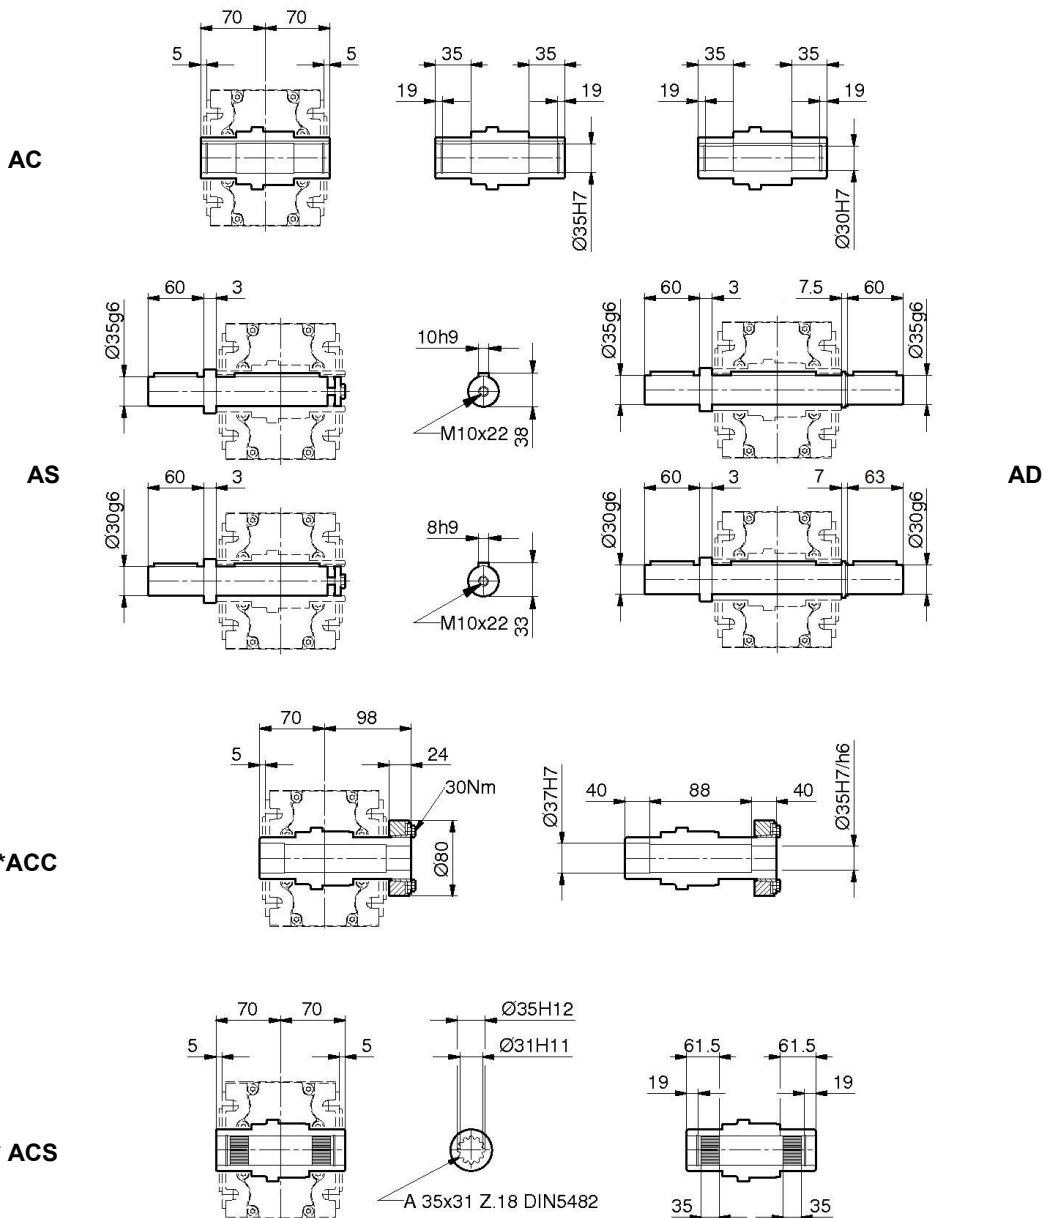 70 70
5 5
35 35
19 19
Ø35H7
35 35
19 19
Ø30H7
AC
60 3
Ø35g6
10h9
M10x22
38
60 3 7.5 60
Ø35g6
Ø35g6
AS
AD
60 3
Ø30g6
8h9
M10x22
33
60 3 7 63
Ø30g6
Ø30g6
70 98
5 24
30Nm
Ø80
Ø37H7
40 88 40
Ø35H7/h6
*ACC
70 70
5 5
Ø35H12
Ø31H11
A 35x31 Z.18 DIN5482
61.5 61.5
19 19
35 35
ACS